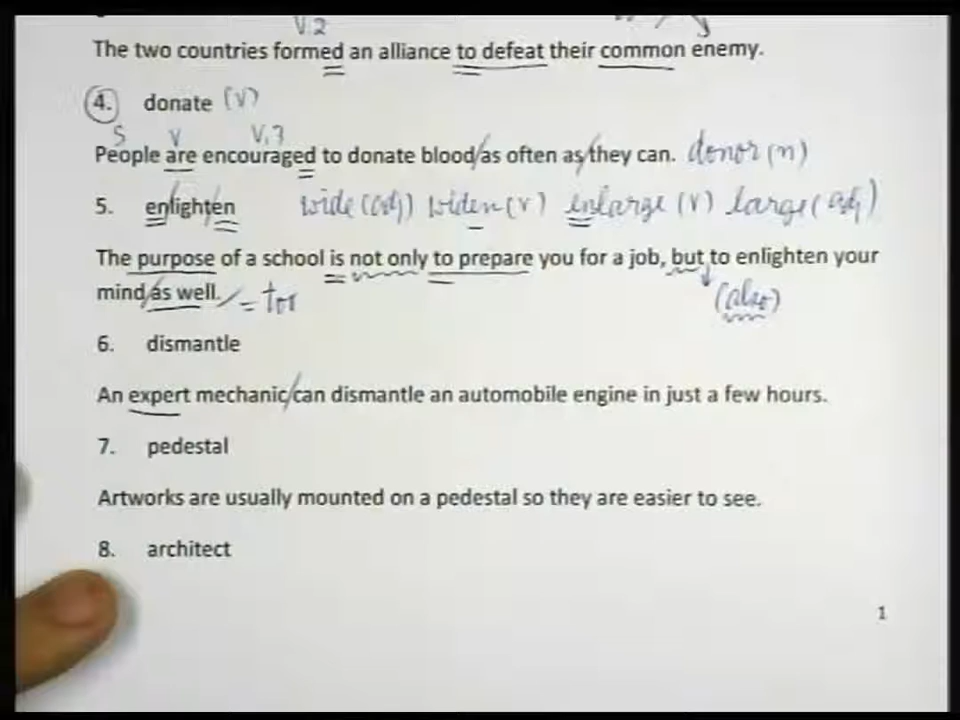 V.2
The two countries formed an alliance to defeat their common enemy.
4. donate (v)
S V V.3
People are encouraged to donate blood/as often as/they can. donor (n)
5. enlighten wide (adj) widen (v) enlarge (v) large (adj)
The purpose of a school is not only to prepare you for a job, but to enlighten your
mind/as well. = too
(also)
6. dismantle
An expert mechanic/can dismantle an automobile engine in just a few hours.
7. pedestal
Artworks are usually mounted on a pedestal so they are easier to see.
8. architect
1